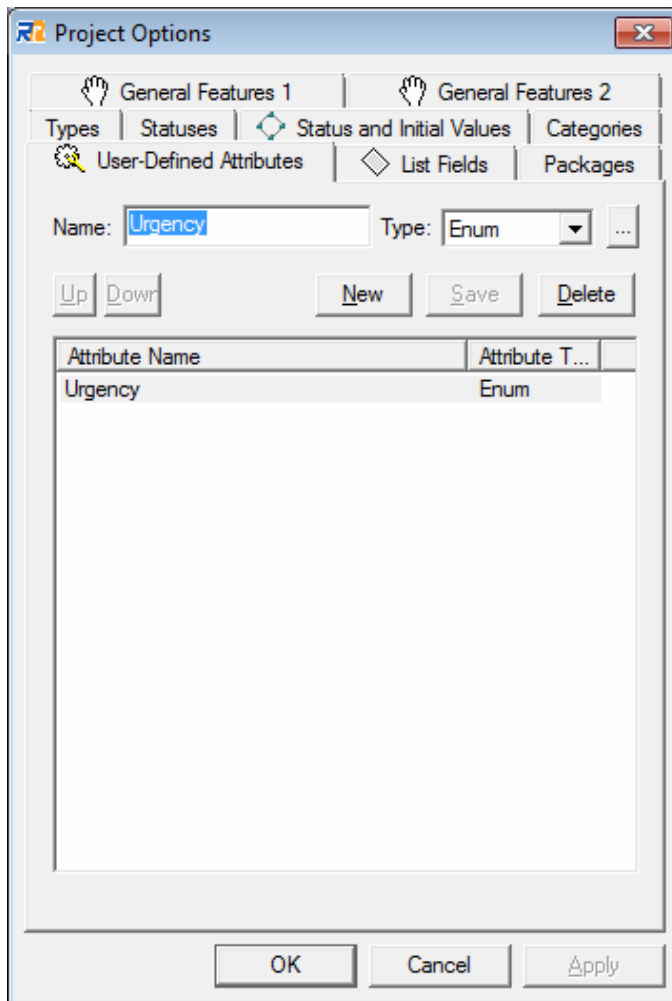 Project Options
General Features 1 General Features 2
Types Statuses Status and Initial Values Categories
User-Defined Attributes List Fields Packages
Name: Urgency Type: Enum ...
Up Down New Save Delete
Attribute Name Attribute T...
Urgency Enum
OK Cancel Apply